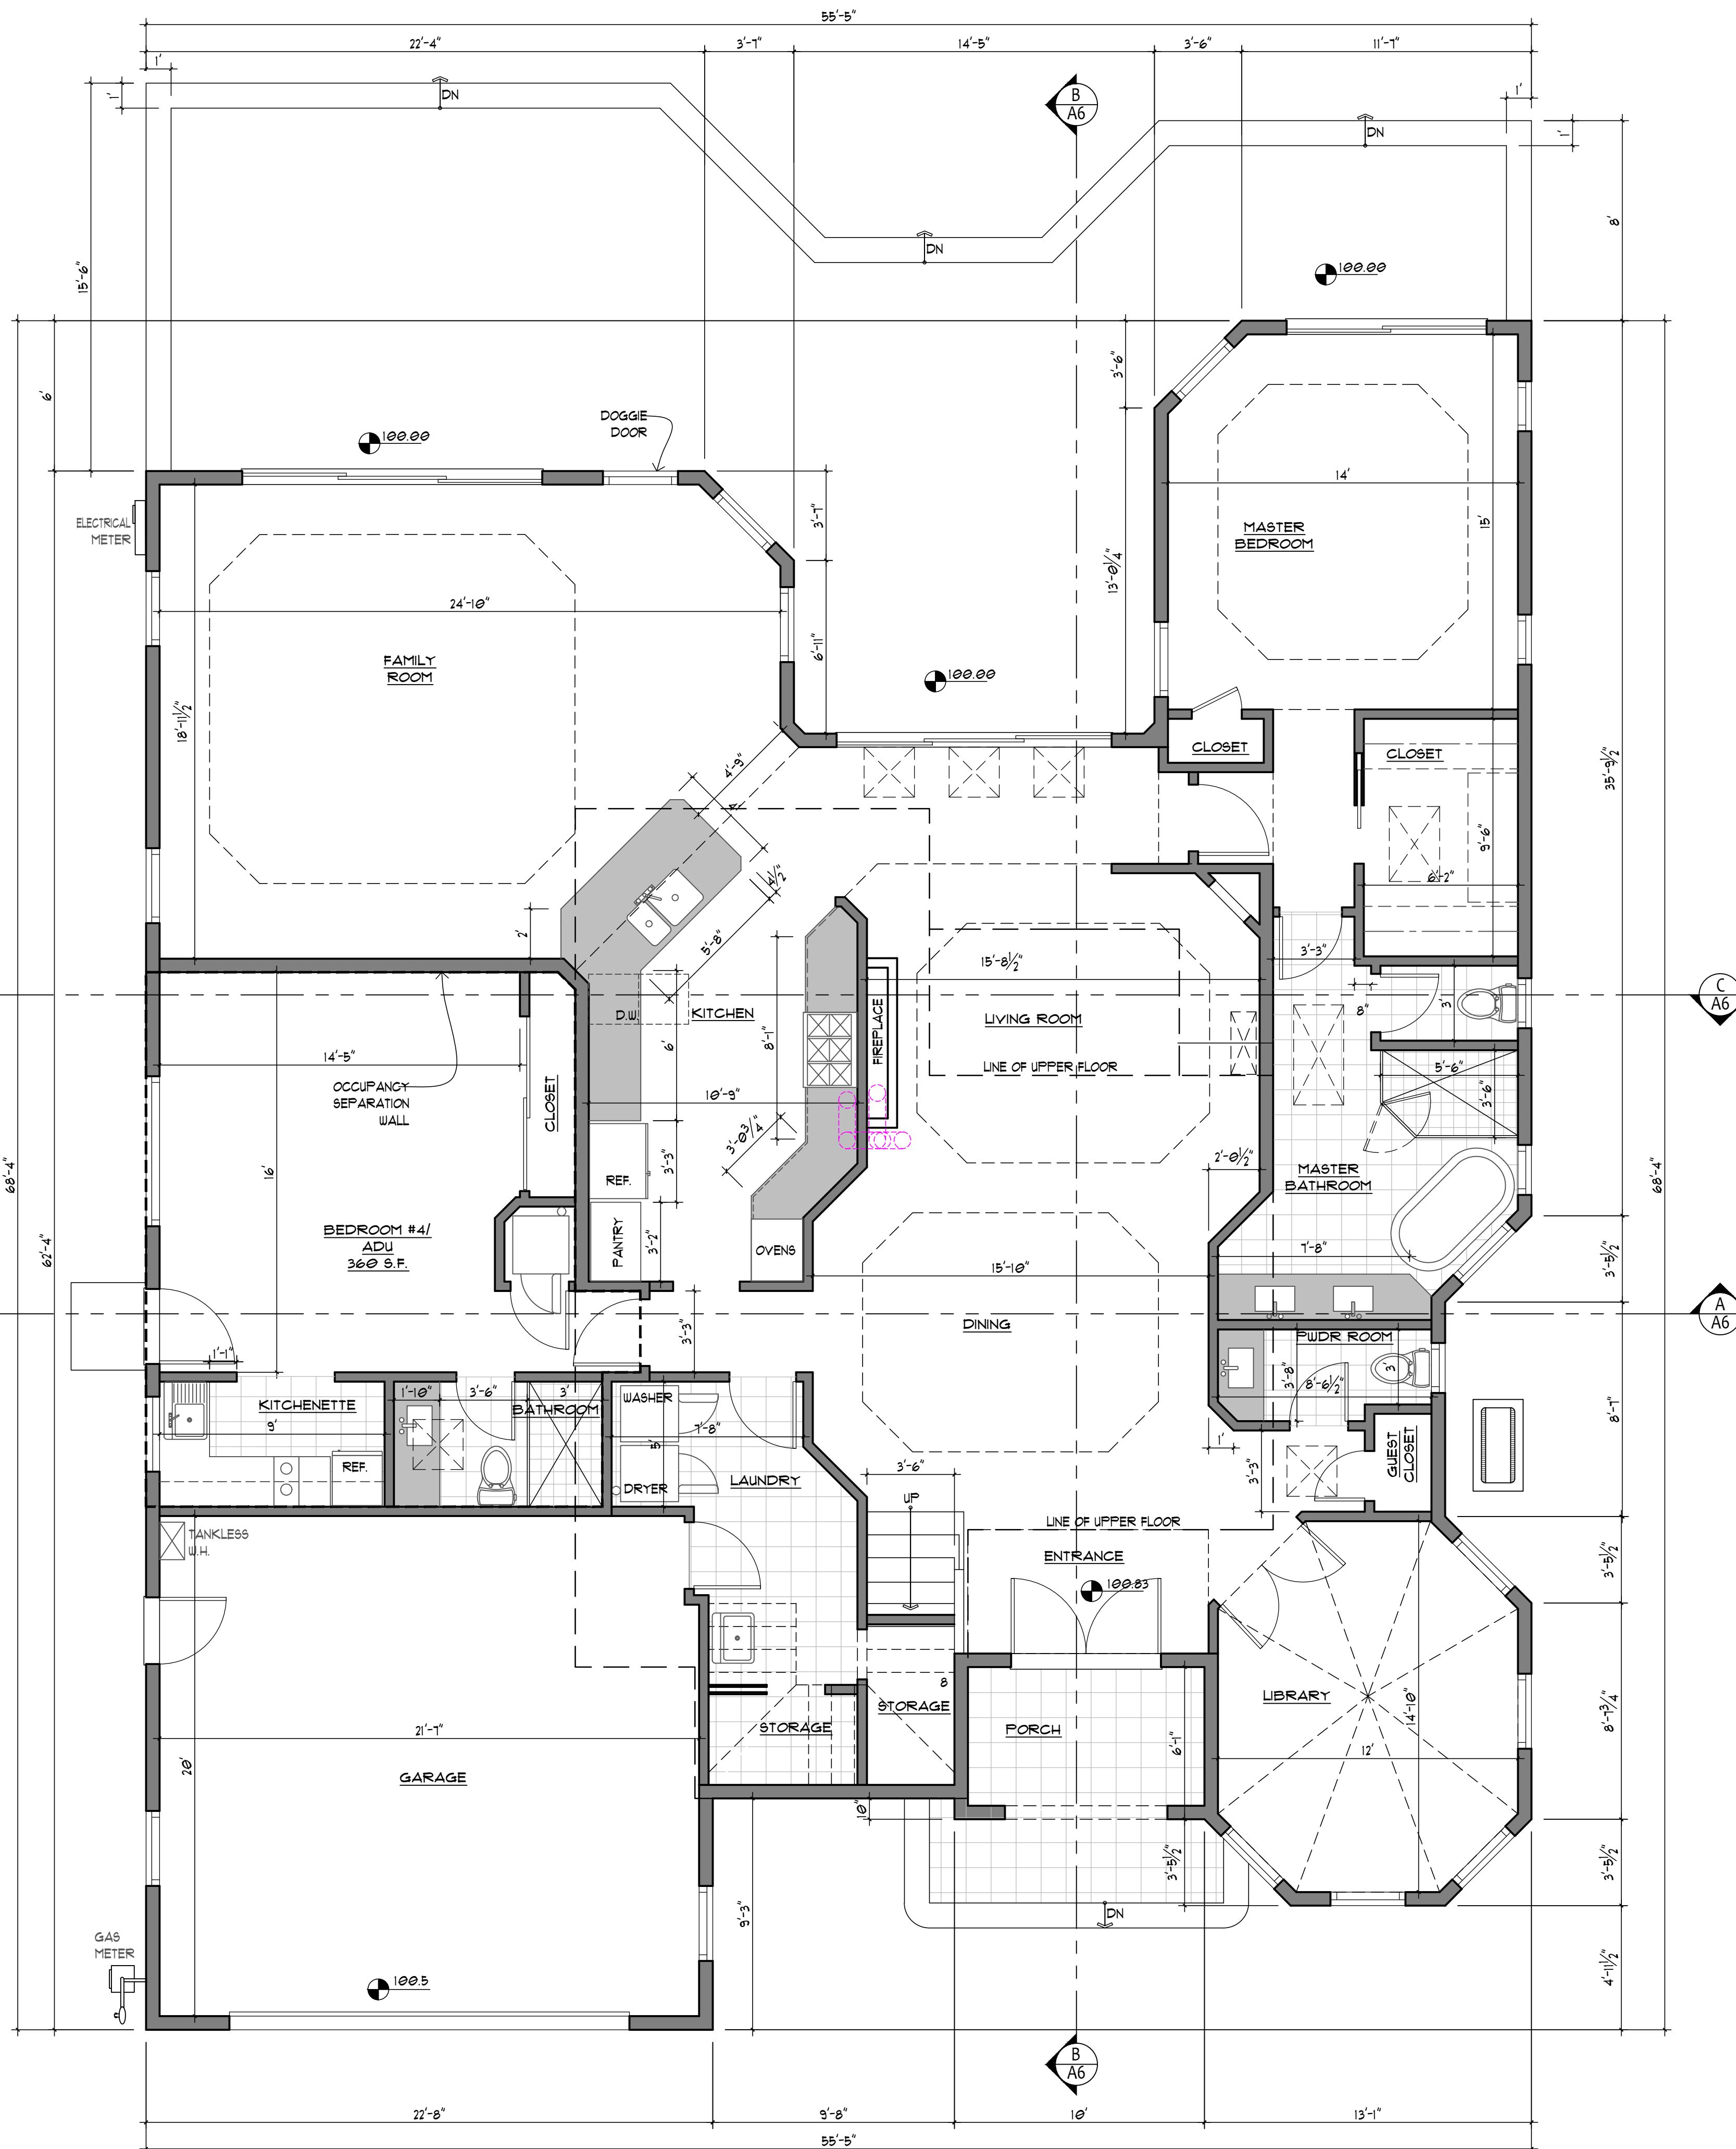 55'-5"
22'-4"
3'-7"
14'-5"
3'-6"
11'-7"
1'
1'
1'
1'
DN
B
A6
DN
DN
8'
15'-6"
100.00
6'
3'-6"
DOGGIE
DOOR
100.00
ELECTRICAL
METER
14'
15'
3'-7"
MASTER
BEDROOM
13'-0 1/4"
24'-10"
6'-11"
FAMILY
ROOM
100.00
18'-11 1/2"
CLOSET
CLOSET
35'-9 1/2"
4'-9"
4'
9'-6"
4 1/2"
6'-2"
2'
5'-8"
3'-3"
15'-8 1/2"
C
A6
D.W.
KITCHEN
LIVING ROOM
8"
3'
6'
8'-1"
FIREPLACE
14'-5"
LINE OF UPPER FLOOR
5'-6"
3'-6"
OCCUPANCY
SEPARATION
WALL
CLOSET
10'-9"
3'-0 3/4"
16'
68'-4"
62'-4"
68'-4"
REF.
3'-3"
2'-0 1/2"
MASTER
BATHROOM
BEDROOM #4/
ADU
360 S.F.
PANTRY
3'-2"
OVENS
7'-8"
3'-5 1/2"
15'-10"
A
A6
DINING
3'-3"
PWDR ROOM
3'-8"
8'-6 1/2"
3'
1'-1"
KITCHENETTE
9'
1'-10"
3'-6"
3'
BATHROOM
WASHER
7'-8"
5'
8'-7"
REF.
DRYER
LAUNDRY
3'-6"
1'
3'-3"
GUEST
CLOSET
UP
TANKLESS
W.H.
LINE OF UPPER FLOOR
ENTRANCE
100.83
3'-5 1/2"
8
STORAGE
STORAGE
PORCH
6'-1"
LIBRARY
14'-10"
12'
8'-7 3/4"
21'-7"
20'
GARAGE
10"
3'-5 1/2"
3'-5 1/2"
9'-3"
DN
GAS
METER
100.5
4'-11 1/2"
B
A6
22'-8"
9'-8"
10'
13'-1"
55'-5"